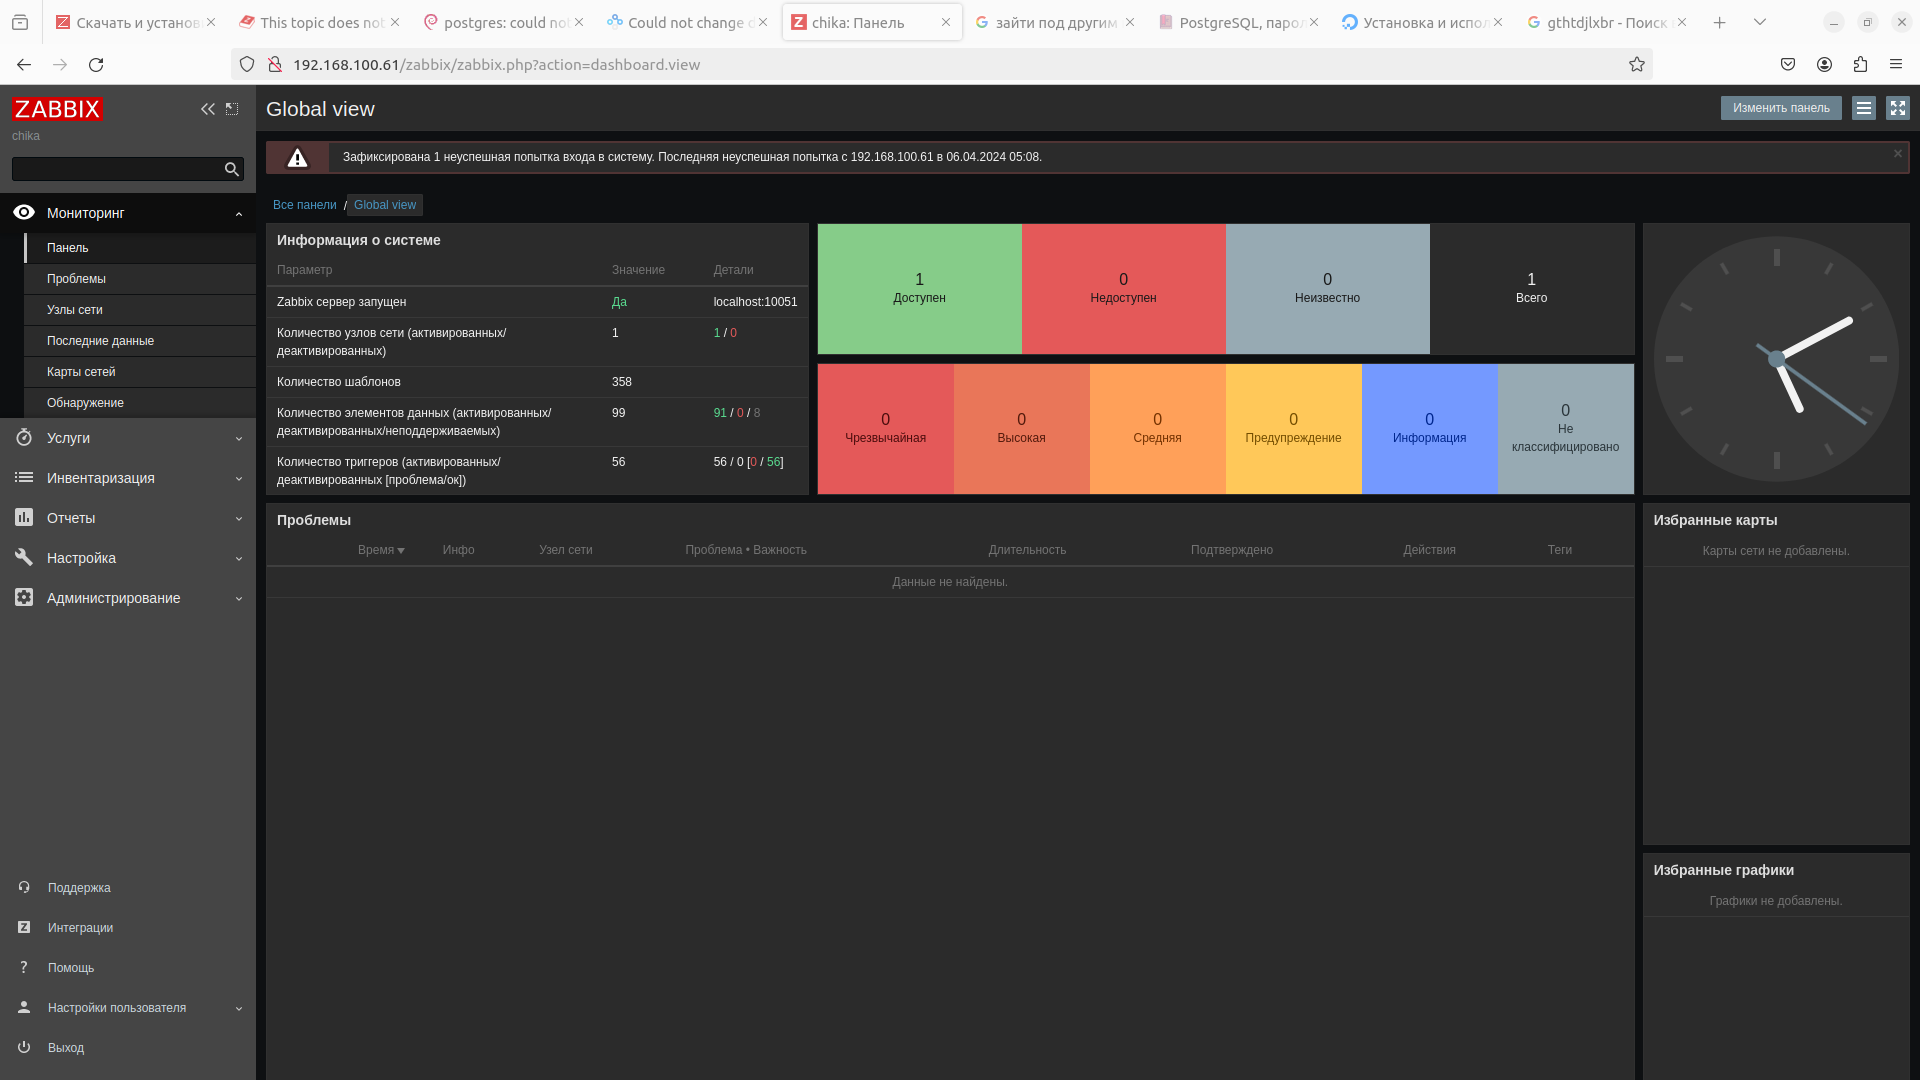 Скачать и установ
This topic does not
postgres: could not
Could not change d
chika: Панель
зайти под другим
PostgreSQL, парол
Установка и испол
gthtdjlxbr - Поиск
192.168.100.61/zabbix/zabbix.php?action=dashboard.view
ZABBIX
chika
Мониторинг
Панель
Проблемы
Узлы сети
Последние данные
Карты сетей
Обнаружение
Услуги
Инвентаризация
Отчеты
Настройка
Администрирование
Поддержка
Интеграции
Помощь
Настройки пользователя
Выход
Global view
Изменить панель
Зафиксирована 1 неуспешная попытка входа в систему. Последняя неуспешная попытка с 192.168.100.61 в 06.04.2024 05:08.
Все панели / Global view
Информация о системе
Параметр Значение Детали
Zabbix сервер запущен Да localhost:10051
Количество узлов сети (активированных/
деактивированных) 1 1 / 0
Количество шаблонов 358
Количество элементов данных (активированных/
деактивированных/неподдерживаемых) 99 91 / 0 / 8
Количество триггеров (активированных/
деактивированных [проблема/ок]) 56 56 / 0 [0 / 56]
1
Доступен
0
Недоступен
0
Неизвестно
1
Всего
0
Чрезвычайная
0
Высокая
0
Средняя
0
Предупреждение
0
Информация
0
Не
классифицировано
Проблемы
Время Инфо Узел сети Проблема • Важность Длительность Подтверждено Действия Теги
Данные не найдены.
Избранные карты
Карты сети не добавлены.
Избранные графики
Графики не добавлены.